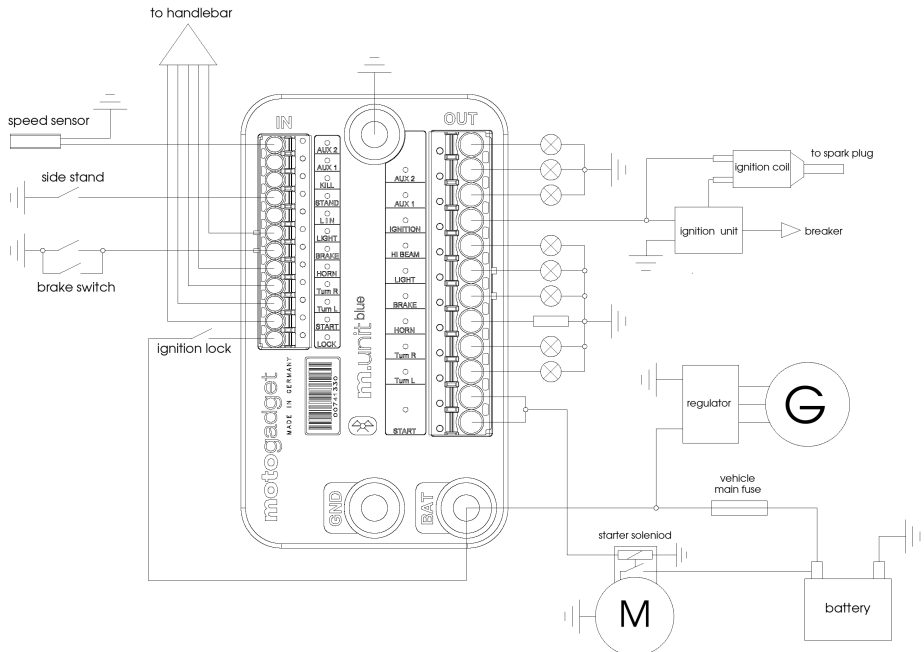 to handlebar
speed sensor
side stand
brake switch
ignition lock
IN
AUX 2
AUX 1
KILL
STAND
LIN
LIGHT
BRAKE
HORN
Turn R
Turn L
START
LOCK
OUT
AUX 2
AUX 1
IGNITION
HI BEAM
LIGHT
BRAKE
HORN
Turn R
Turn L
START
m.unit blue
motogadget
MADE IN GERMANY
00741330
GND
BAT
ignition coil
to spark plug
ignition unit
breaker
regulator
G
vehicle
main fuse
starter soleniod
M
battery